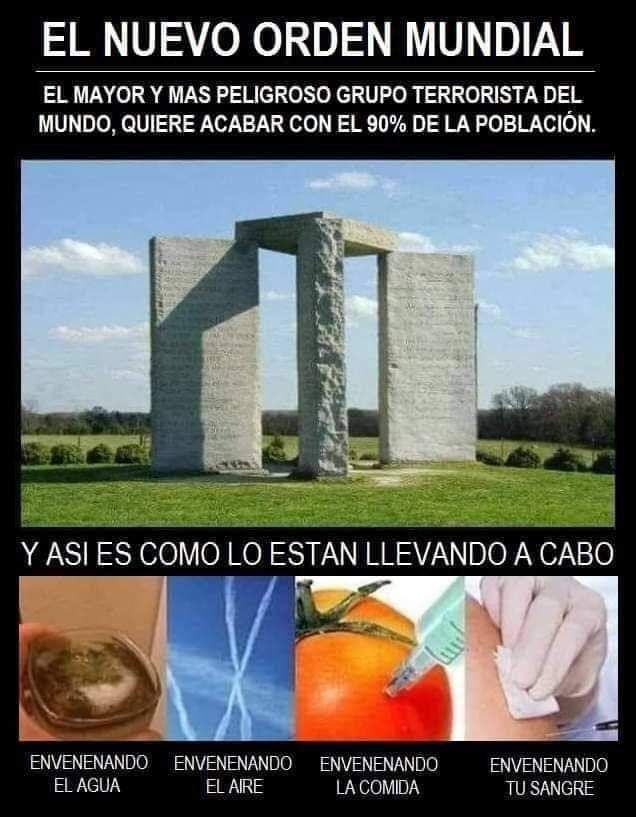 EL NUEVO ORDEN MUNDIAL
EL MAYOR Y MAS PELIGROSO GRUPO TERRORISTA DEL
MUNDO, QUIERE ACABAR CON EL 90% DE LA POBLACIÓN.
Y ASI ES COMO LO ESTAN LLEVANDO A CABO
ENVENENANDO
EL AGUA
ENVENENANDO
EL AIRE
ENVENENANDO
LA COMIDA
ENVENENANDO
TU SANGRE